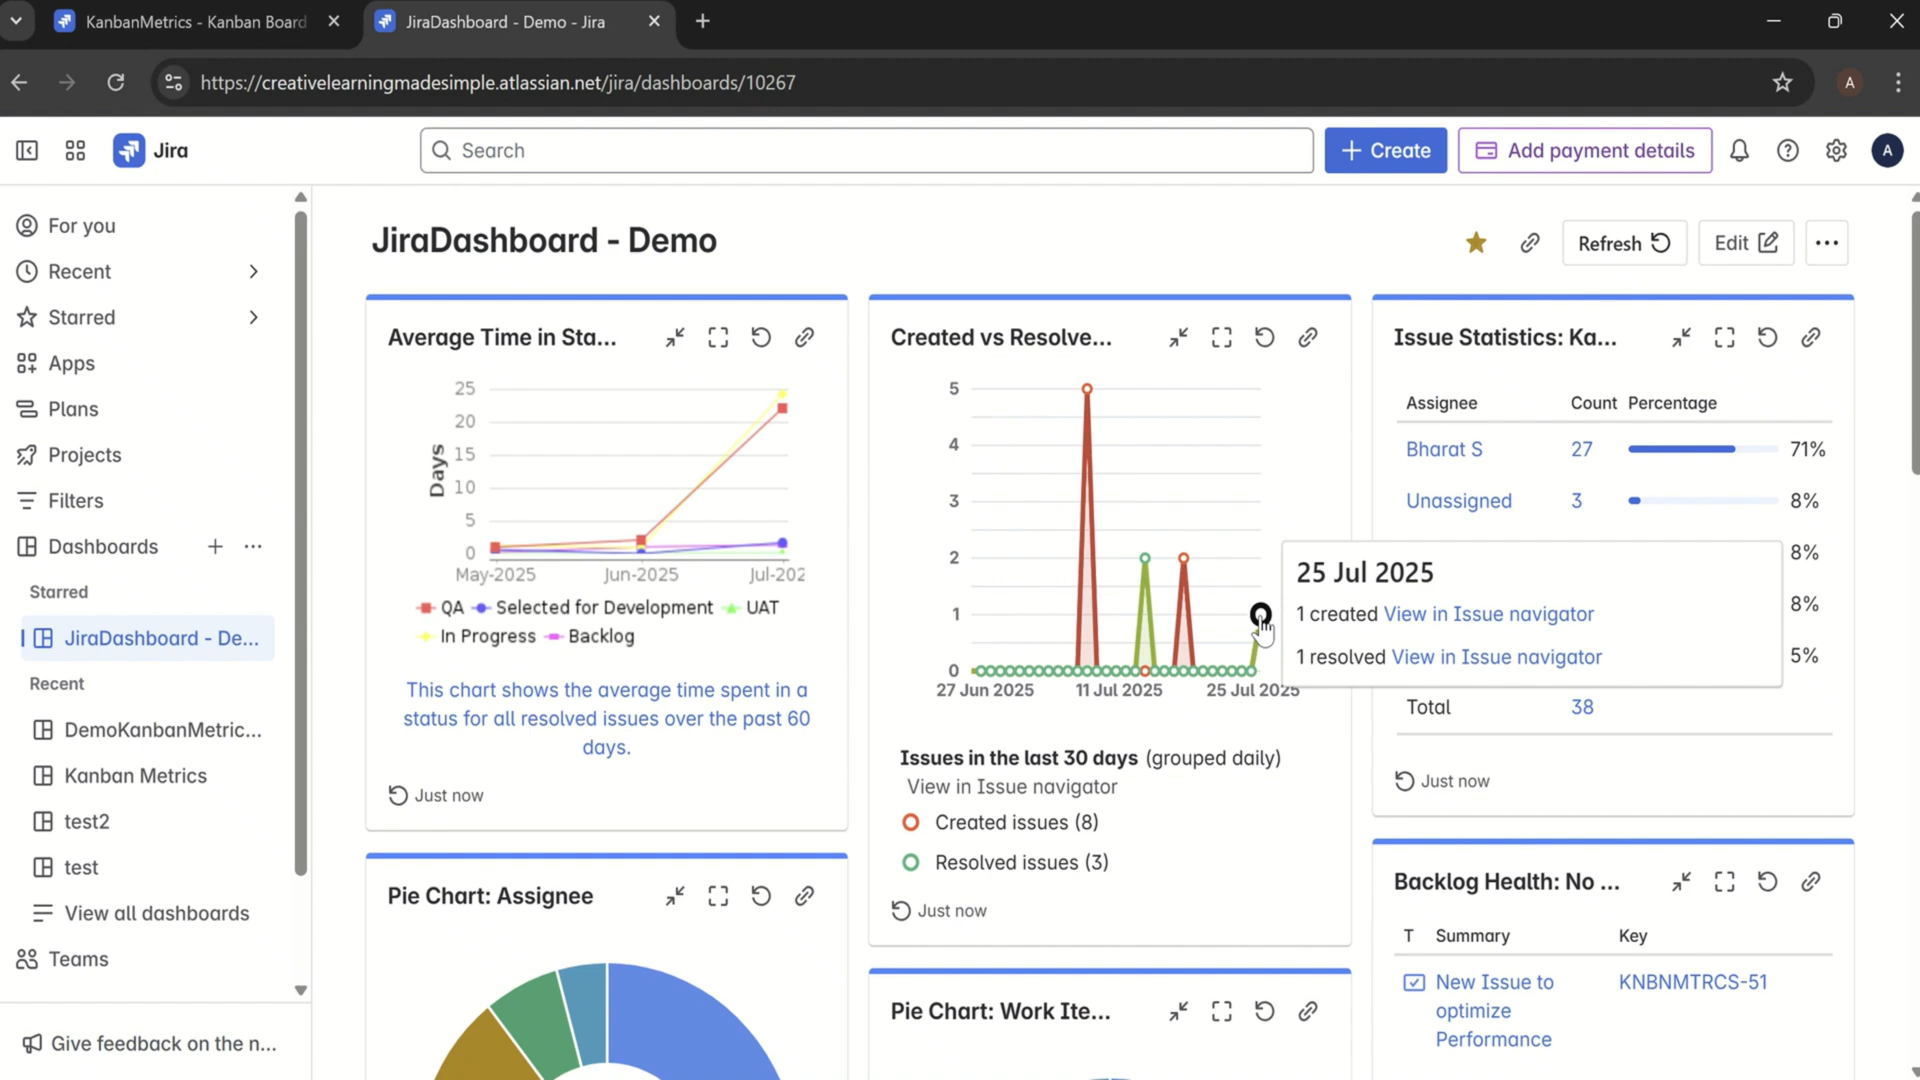 KanbanMetrics - Kanban Board
JiraDashboard - Demo - Jira
https://creativelearningmadesimple.atlassian.net/jira/dashboards/10267
A
Jira
Search
+ Create
Add payment details
A
For you
Recent
Starred
Apps
Plans
Projects
Filters
Dashboards
Starred
JiraDashboard - De...
Recent
DemoKanbanMetric...
Kanban Metrics
test2
test
View all dashboards
Teams
Give feedback on the n...
JiraDashboard - Demo
Refresh
Edit
Average Time in Sta...
25
20
15
10
5
0
Days
May-2025 Jun-2025 Jul-202
QA Selected for Development UAT
In Progress Backlog
This chart shows the average time spent in a
status for all resolved issues over the past 60
days.
Just now
Pie Chart: Assignee
Created vs Resolve...
5
4
3
2
1
0
27 Jun 2025 11 Jul 2025 25 Jul 2025
Issues in the last 30 days (grouped daily)
View in Issue navigator
Created issues (8)
Resolved issues (3)
Just now
Pie Chart: Work Ite...
25 Jul 2025
1 created View in Issue navigator
1 resolved View in Issue navigator
Issue Statistics: Ka...
Assignee Count Percentage
Bharat S 27 71%
Unassigned 3 8%
8%
8%
5%
Total 38
Just now
Backlog Health: No ...
T Summary Key
New Issue to KNBNMTRCS-51
optimize
Performance